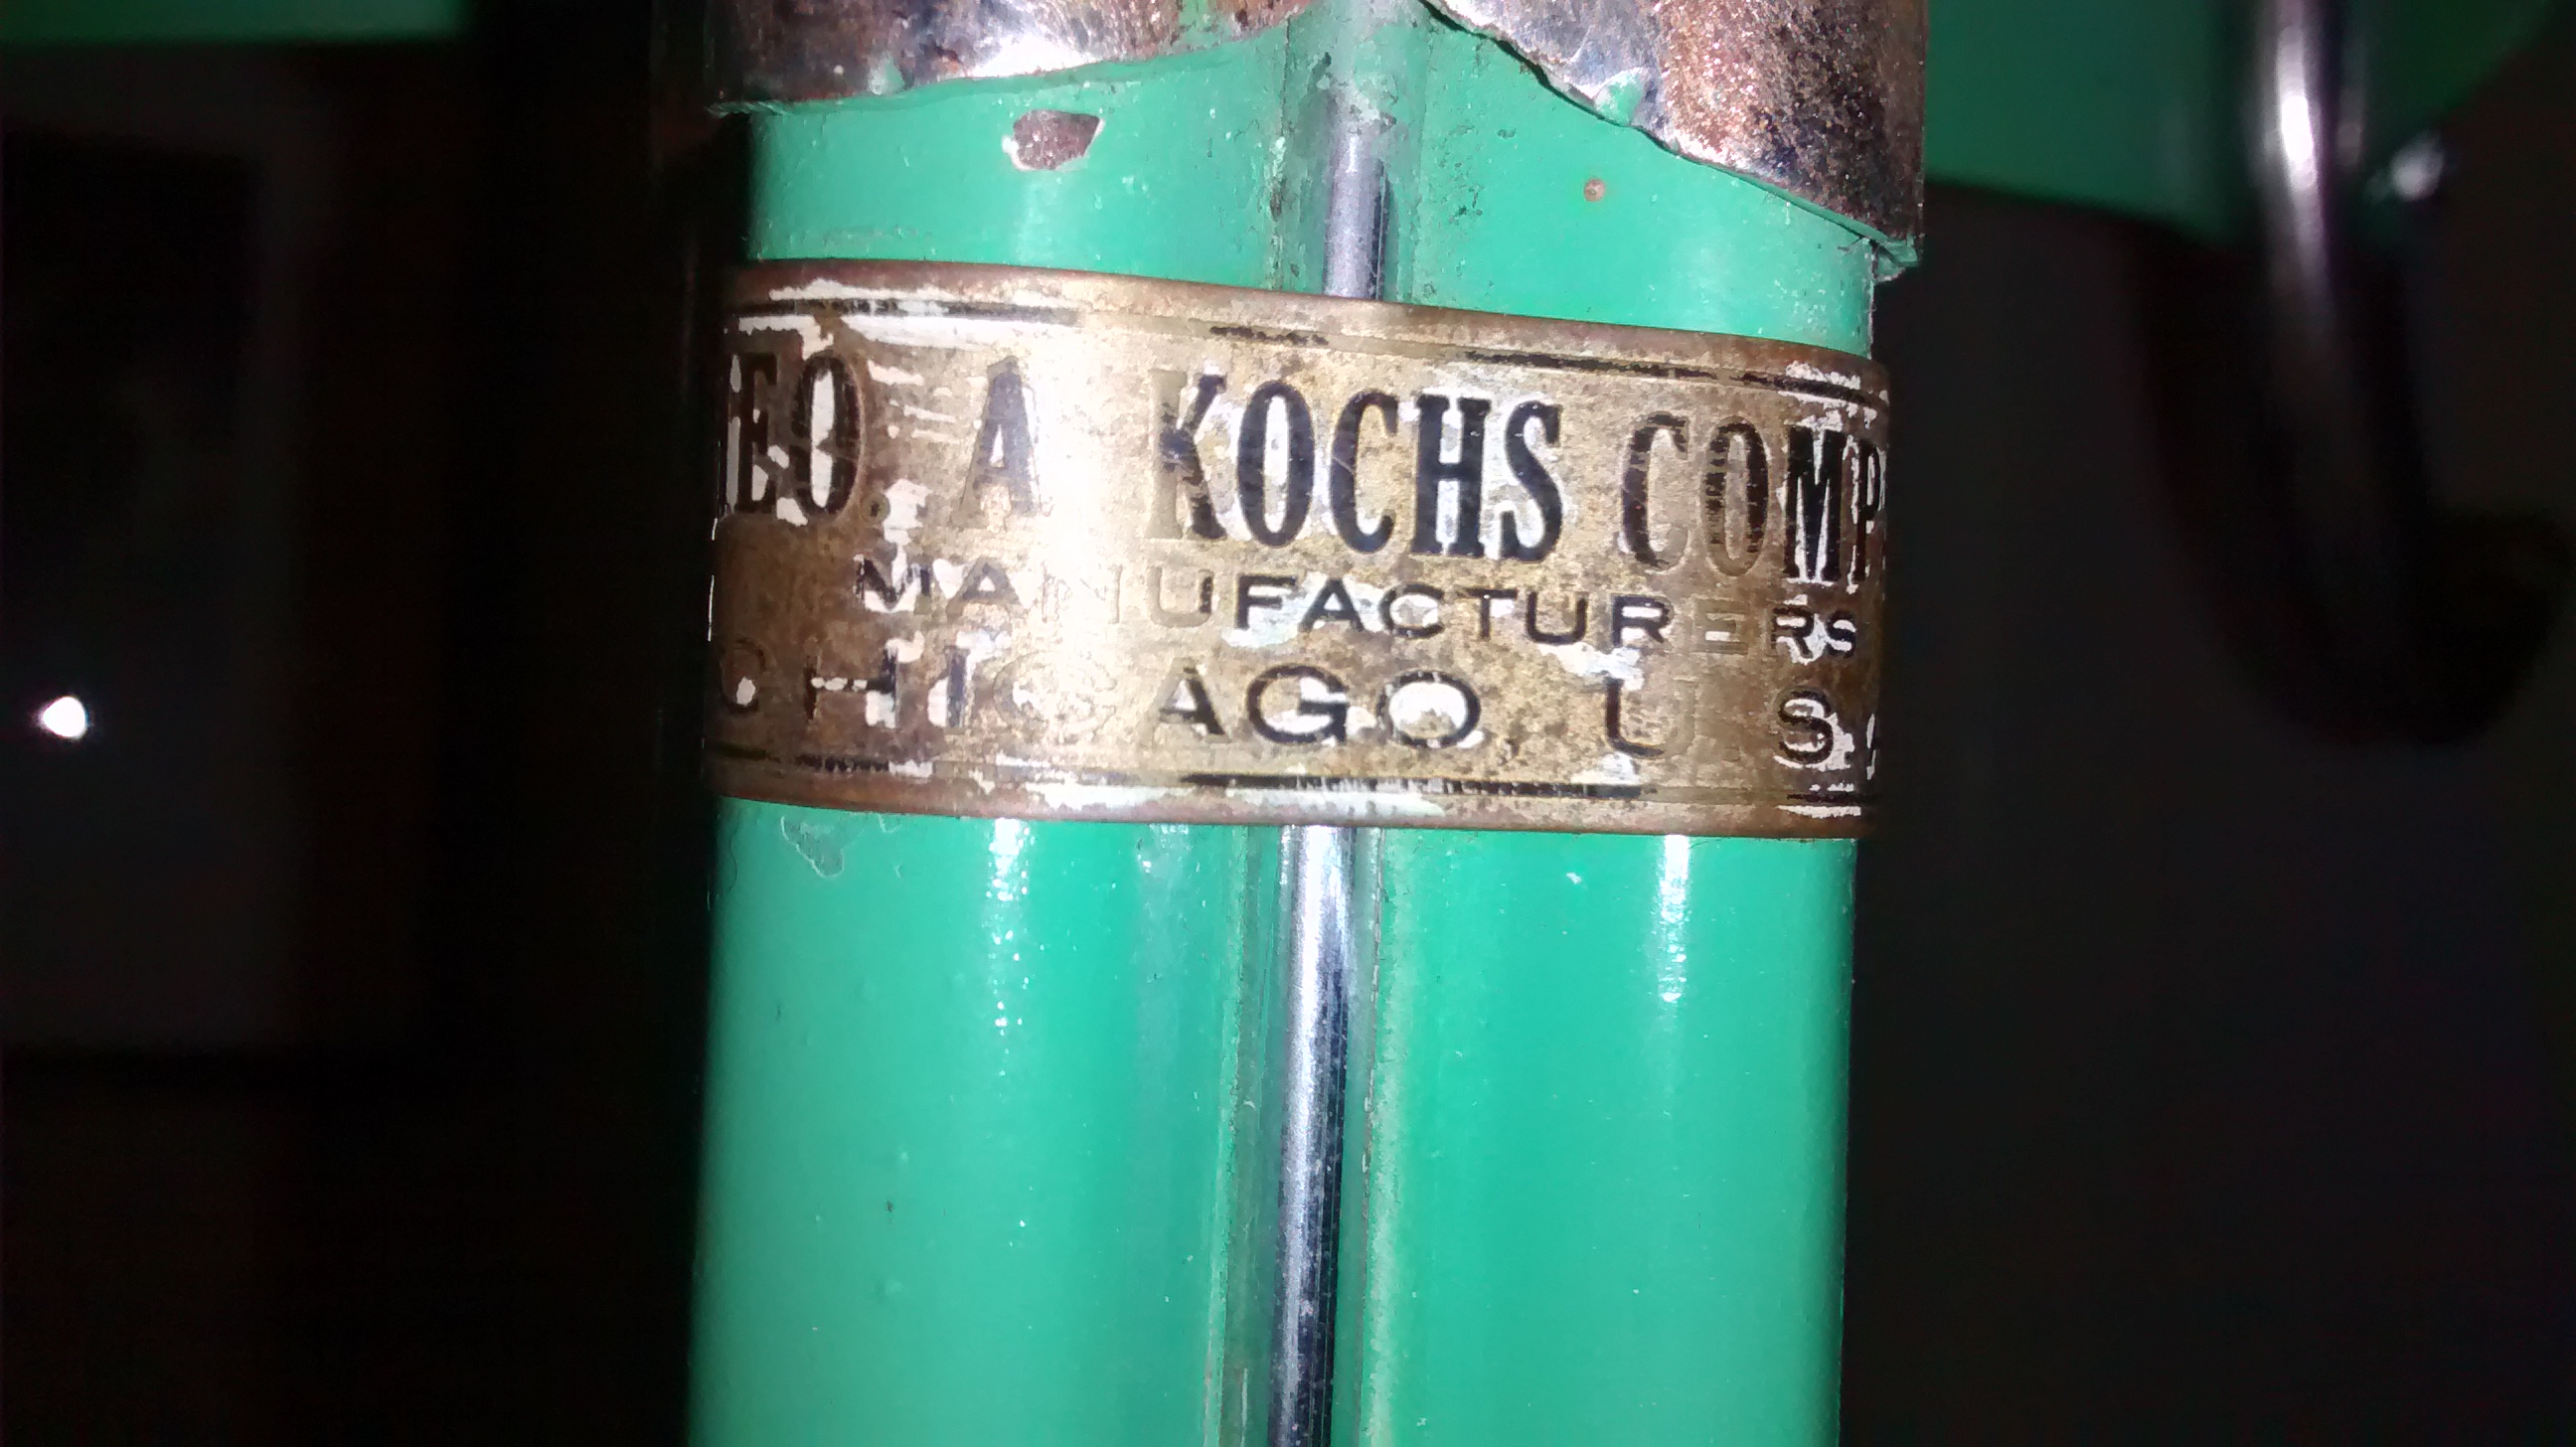 EO. A KOCHS COMP
MANUFACTURERS
CHICAGO, U.S.A